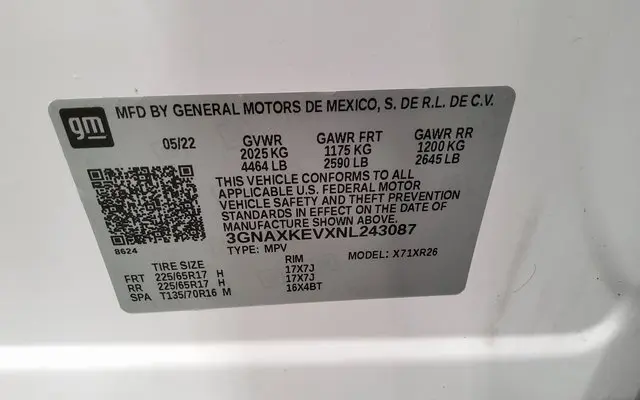 gm MFD BY GENERAL MOTORS DE MEXICO, S. DE R.L. DE C.V.
05/22 GVWR GAWR FRT GAWR RR
2025 KG 1175 KG 1200 KG
4464 LB 2590 LB 2645 LB
THIS VEHICLE CONFORMS TO ALL
APPLICABLE U.S. FEDERAL MOTOR
VEHICLE SAFETY AND THEFT PREVENTION
STANDARDS IN EFFECT ON THE DATE OF
MANUFACTURE SHOWN ABOVE.
8624 3GNAXKEVXNL243087
TYPE: MPV MODEL: X71XR26
TIRE SIZE RIM
FRT 225/65R17 H 17X7J
RR 225/65R17 H 17X7J
SPA T135/70R16 M 16X4BT